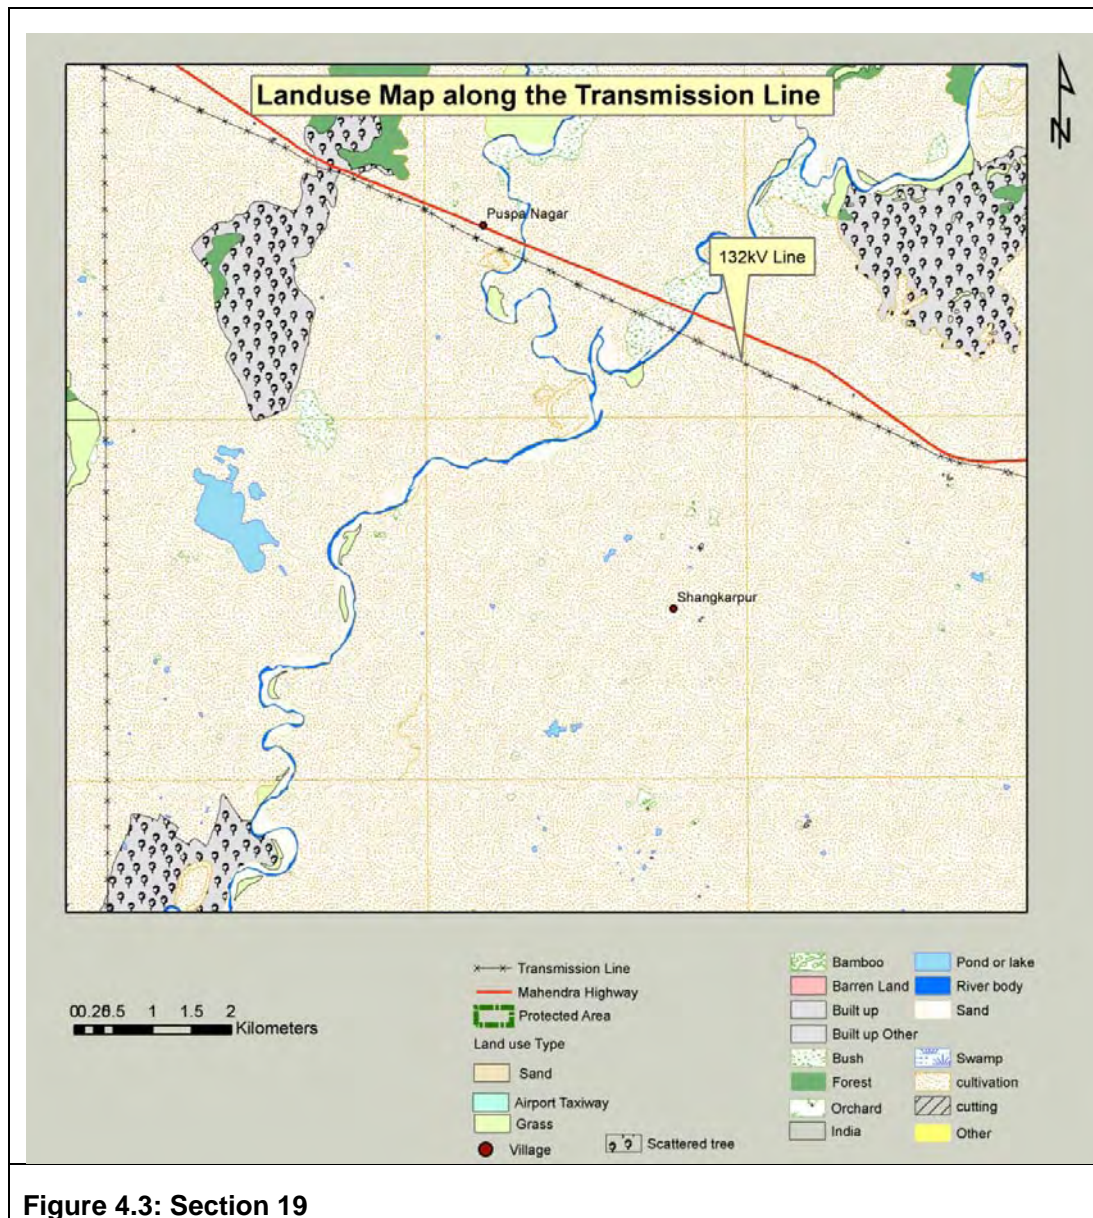 Landuse Map along the Transmission Line
N
Puspa Nagar
132kV Line
Shangkarpur
00.250.5 1 1.5 2
Kilometers
Transmission Line
Mahendra Highway
Protected Area
Land use Type
Sand
Airport Taxiway
Grass
Village
Scattered tree
Bamboo
Barren Land
Built up
Built up Other
Bush
Forest
Orchard
India
Pond or lake
River body
Sand
Swamp
cultivation
cutting
Other
Figure 4.3: Section 19